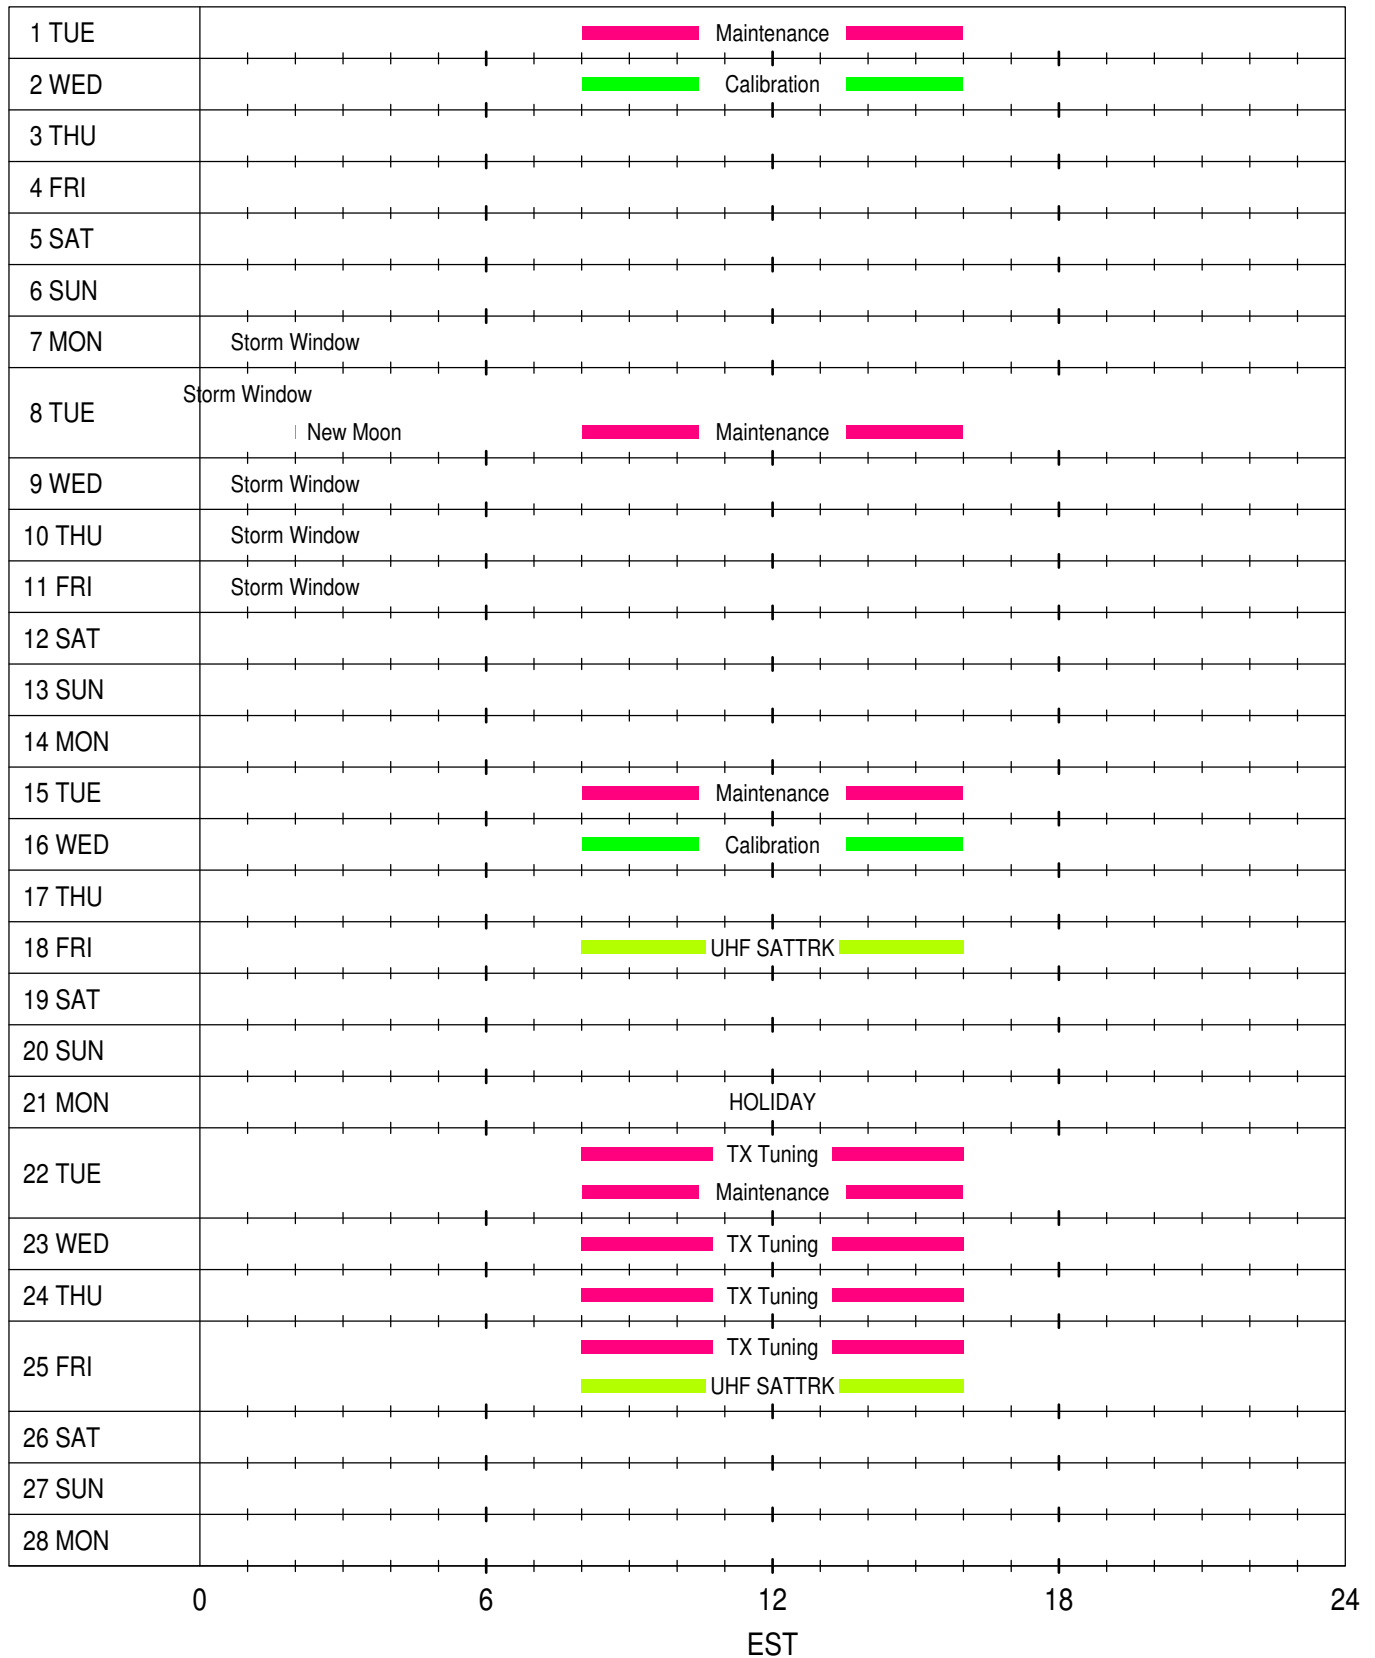 1 TUE Maintenance
2 WED Calibration
3 THU
4 FRI
5 SAT
6 SUN
7 MON Storm Window
Storm Window
8 TUE
New Moon Maintenance
9 WED Storm Window
10 THU Storm Window
11 FRI Storm Window
12 SAT
13 SUN
14 MON
15 TUE Maintenance
16 WED Calibration
17 THU
18 FRI UHF SATTRK
19 SAT
20 SUN
21 MON HOLIDAY
TX Tuning
22 TUE
Maintenance
23 WED TX Tuning
24 THU TX Tuning
TX Tuning
25 FRI
UHF SATTRK
26 SAT
27 SUN
28 MON
0 6 12 18 24
EST